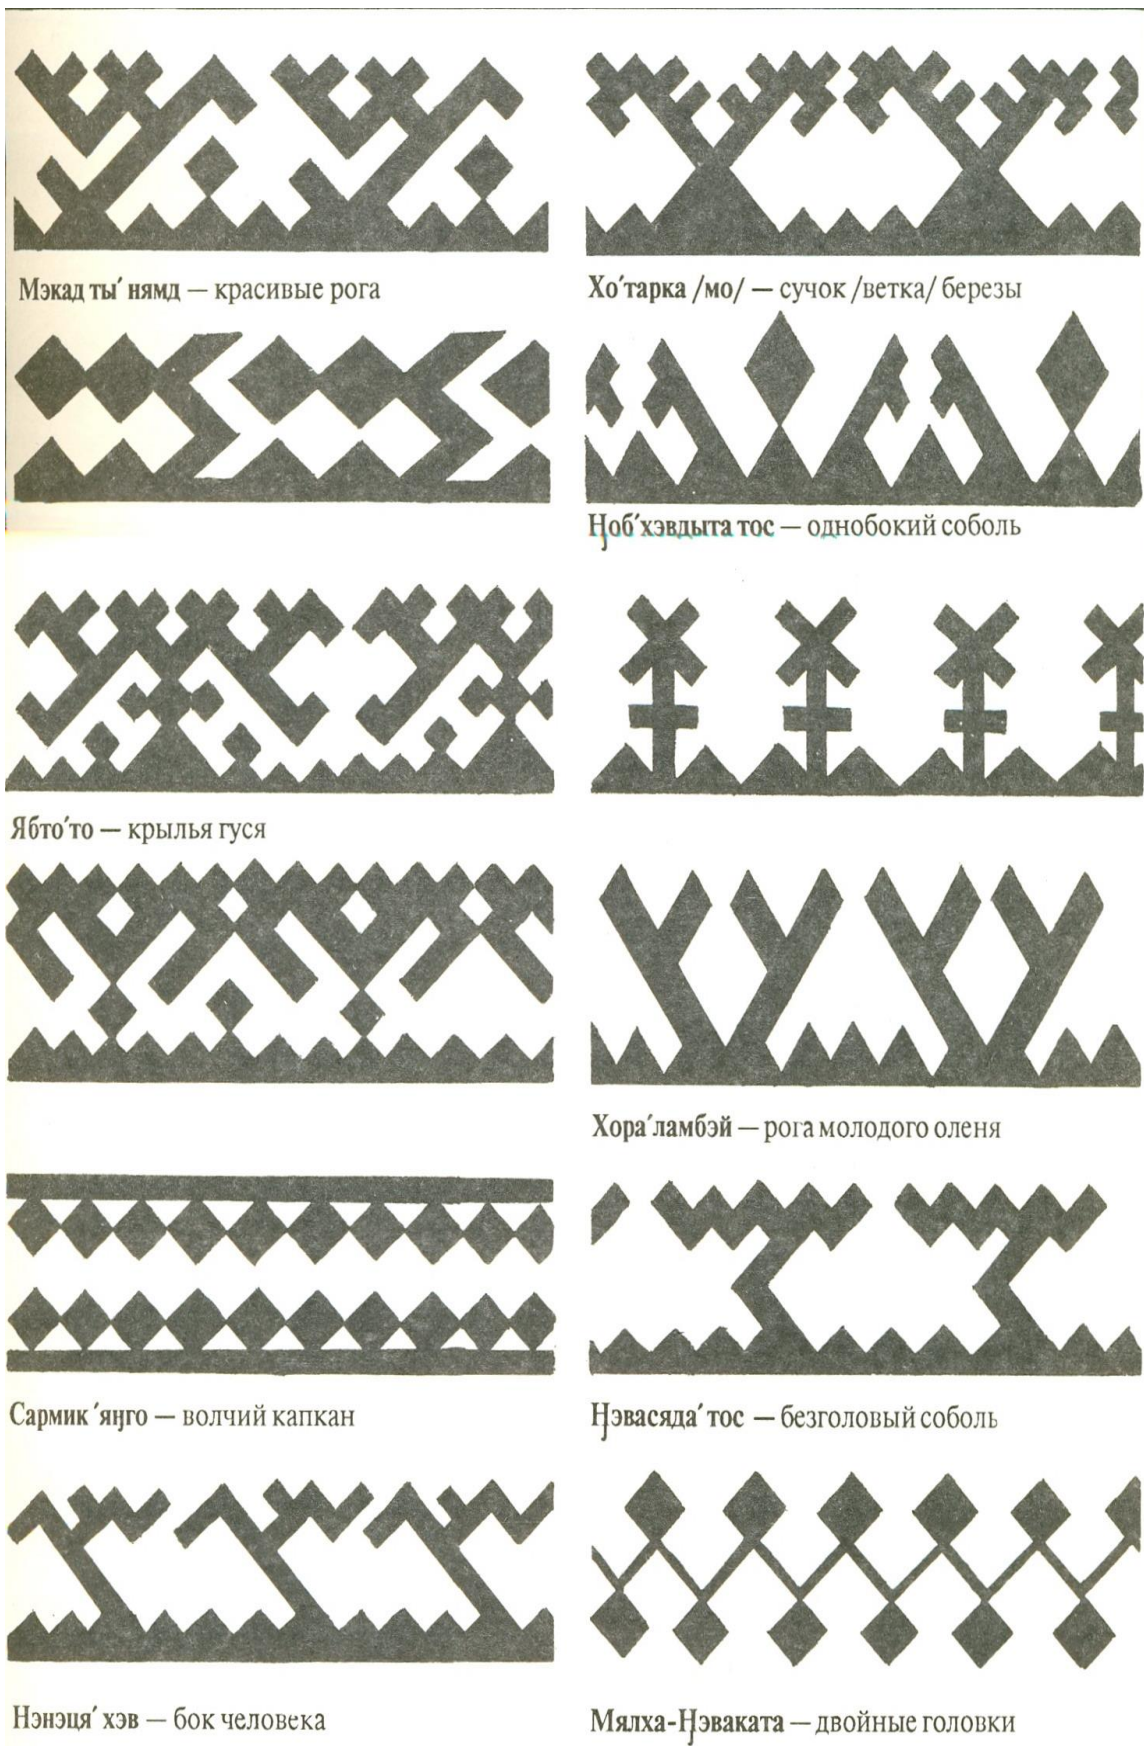 Мэкад ты′ нямд — красивые рога
Хо′тарка /мо/ — сучок /ветка/ березы
Ӈоб′хэвдыта тос — однобокий соболь
Ябто′то — крылья гуся
Хора′ламбэй — рога молодого оленя
Сармик ′яӈго — волчий капкан
Ӈэвасяда′ тос — безголовый соболь
Нэнэця′ хэв — бок человека
Мялха-Ӈэваката — двойные головки